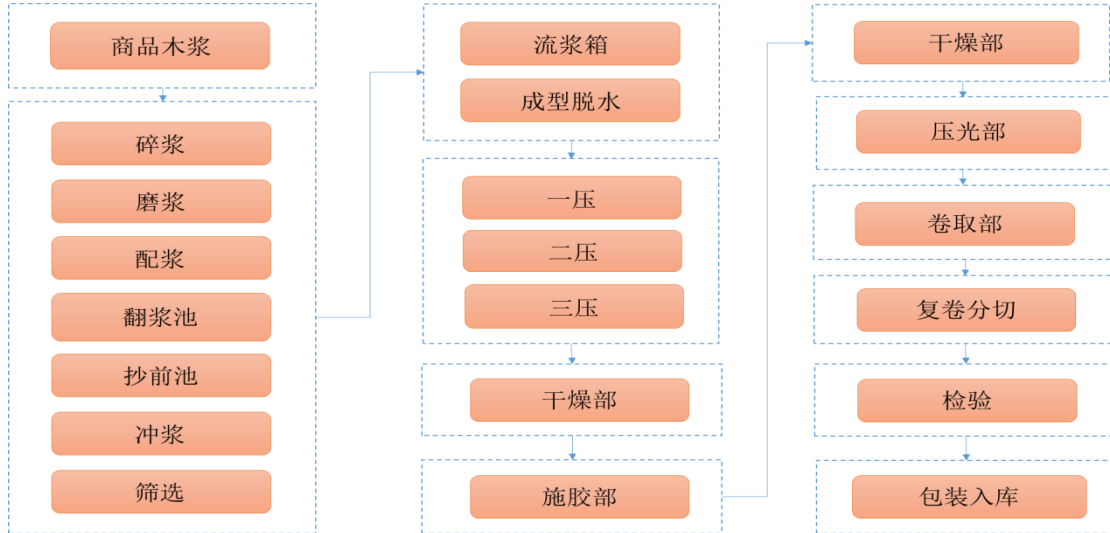 商品木浆
碎浆
磨浆
配浆
翻浆池
抄前池
冲浆
筛选
流浆箱
成型脱水
一压
二压
三压
干燥部
施胶部
干燥部
压光部
卷取部
复卷分切
检验
包装入库